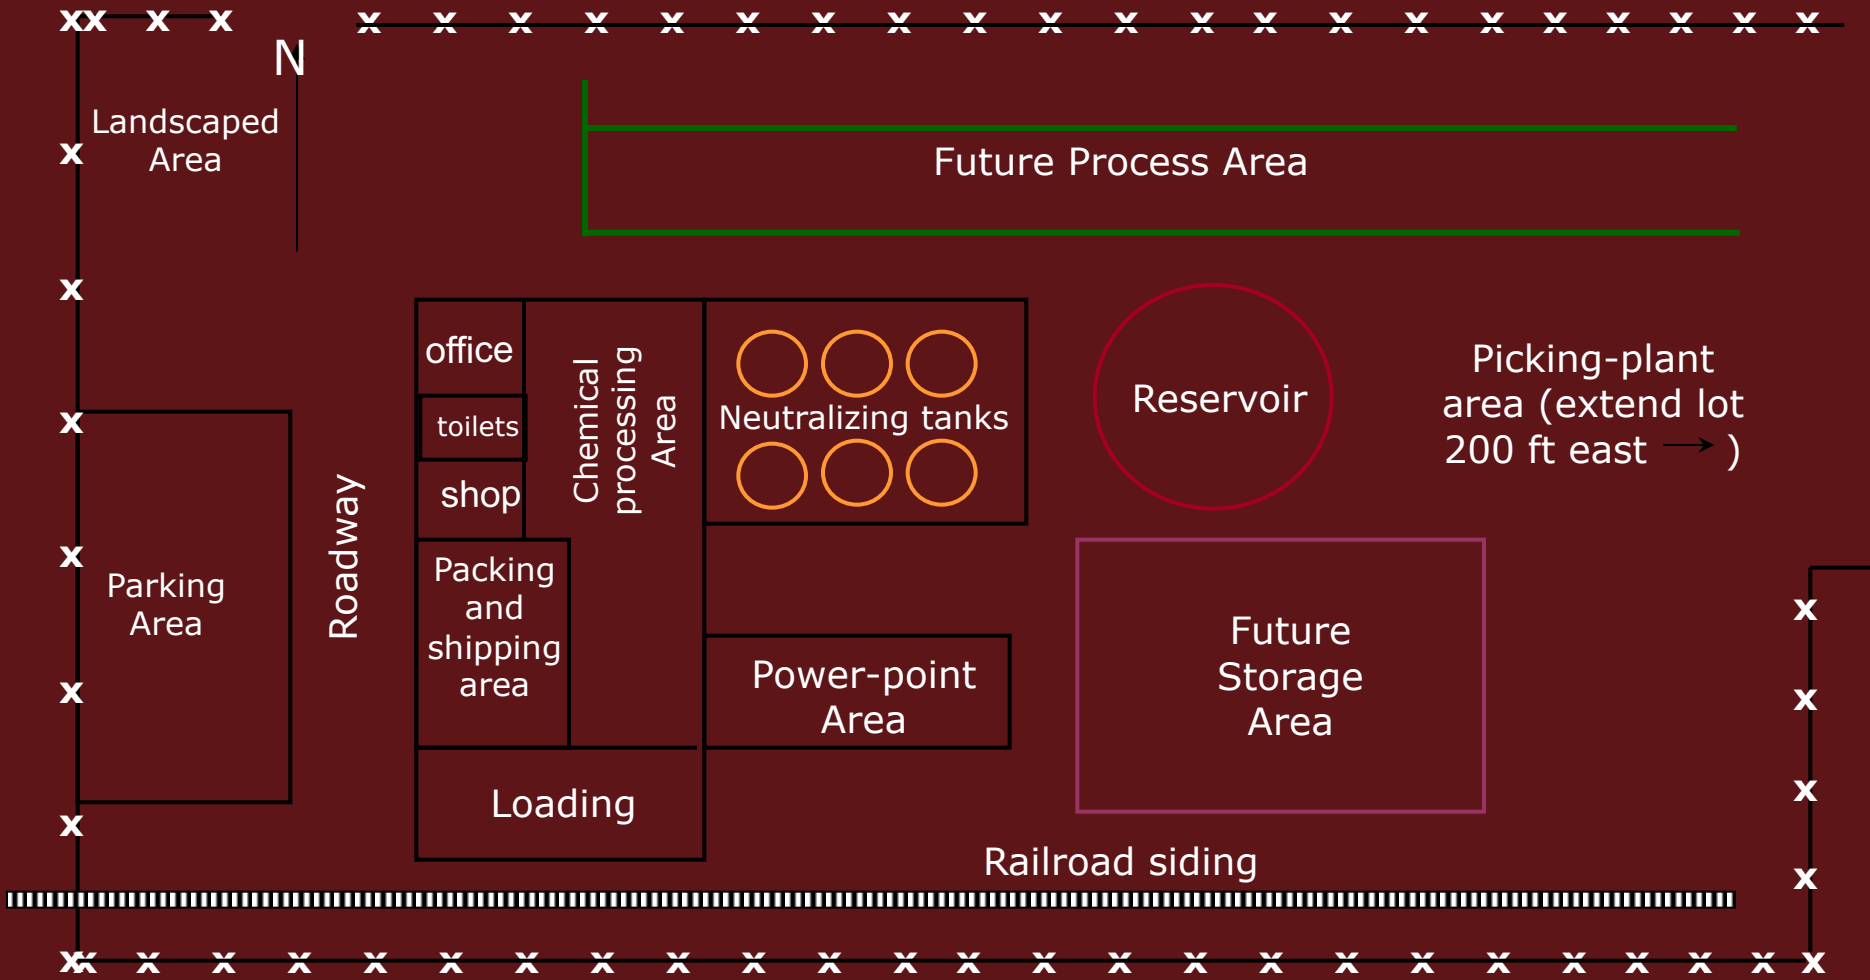 N
Landscaped
Area
Future Process Area
office
toilets
shop
Chemical
processing
Area
Neutralizing tanks
Reservoir
Picking-plant
area (extend lot
200 ft east → )
Parking
Area
Roadway
Packing
and
shipping
area
Power-point
Area
Future
Storage
Area
Loading
Railroad siding